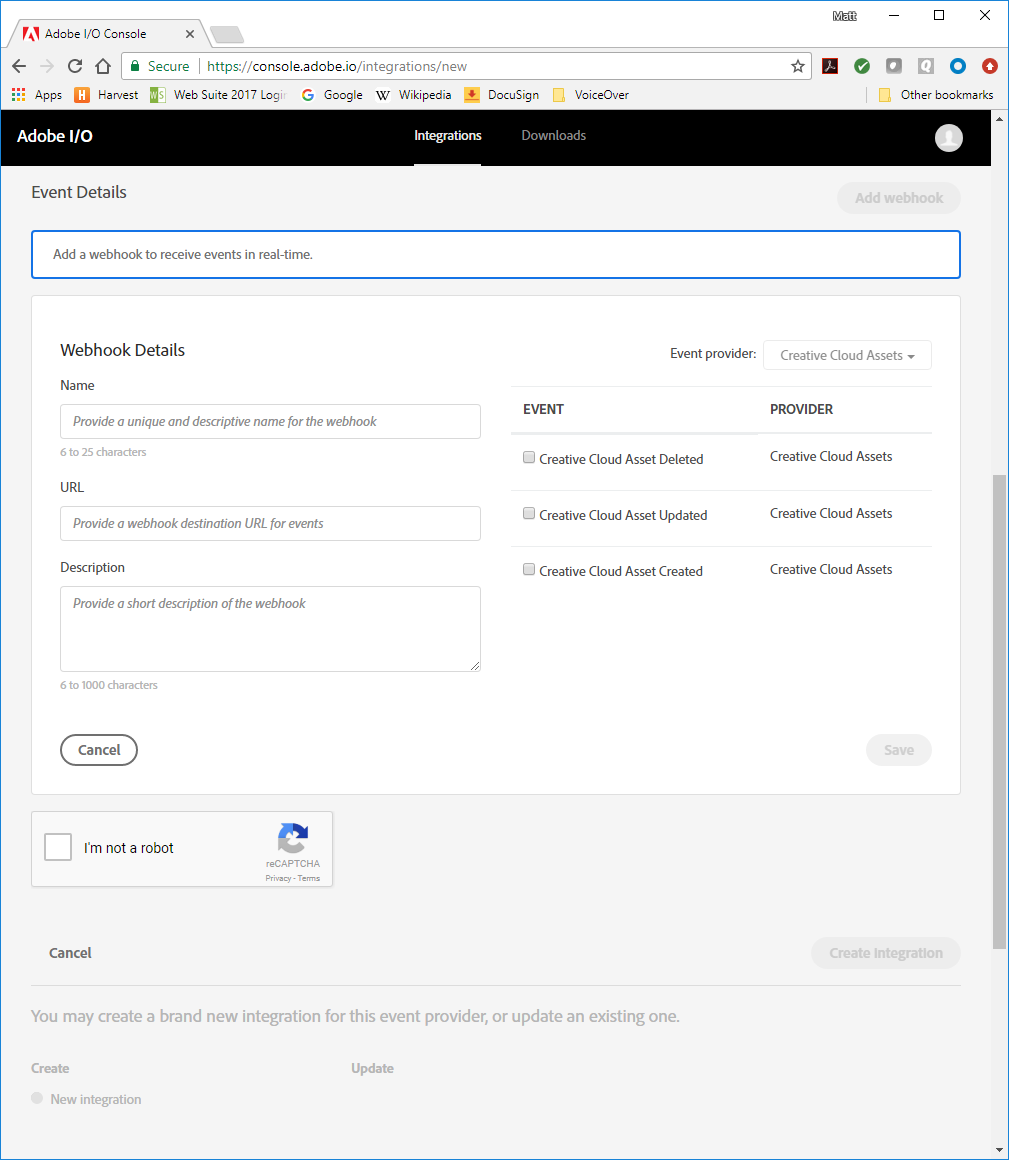 Matt
Adobe I/O Console
Secure https://console.adobe.io/integrations/new
Apps Harvest Web Suite 2017 Login Google Wikipedia DocuSign VoiceOver Other bookmarks
Adobe I/O Integrations Downloads
Event Details
Add webhook
Add a webhook to receive events in real-time.
Webhook Details
Event provider: Creative Cloud Assets
Name
Provide a unique and descriptive name for the webhook
6 to 25 characters
URL
Provide a webhook destination URL for events
Description
Provide a short description of the webhook
6 to 1000 characters
EVENT PROVIDER
Creative Cloud Asset Deleted Creative Cloud Assets
Creative Cloud Asset Updated Creative Cloud Assets
Creative Cloud Asset Created Creative Cloud Assets
Cancel Save
I'm not a robot
reCAPTCHA
Privacy - Terms
Cancel Create Integration
You may create a brand new integration for this event provider, or update an existing one.
Create Update
New integration